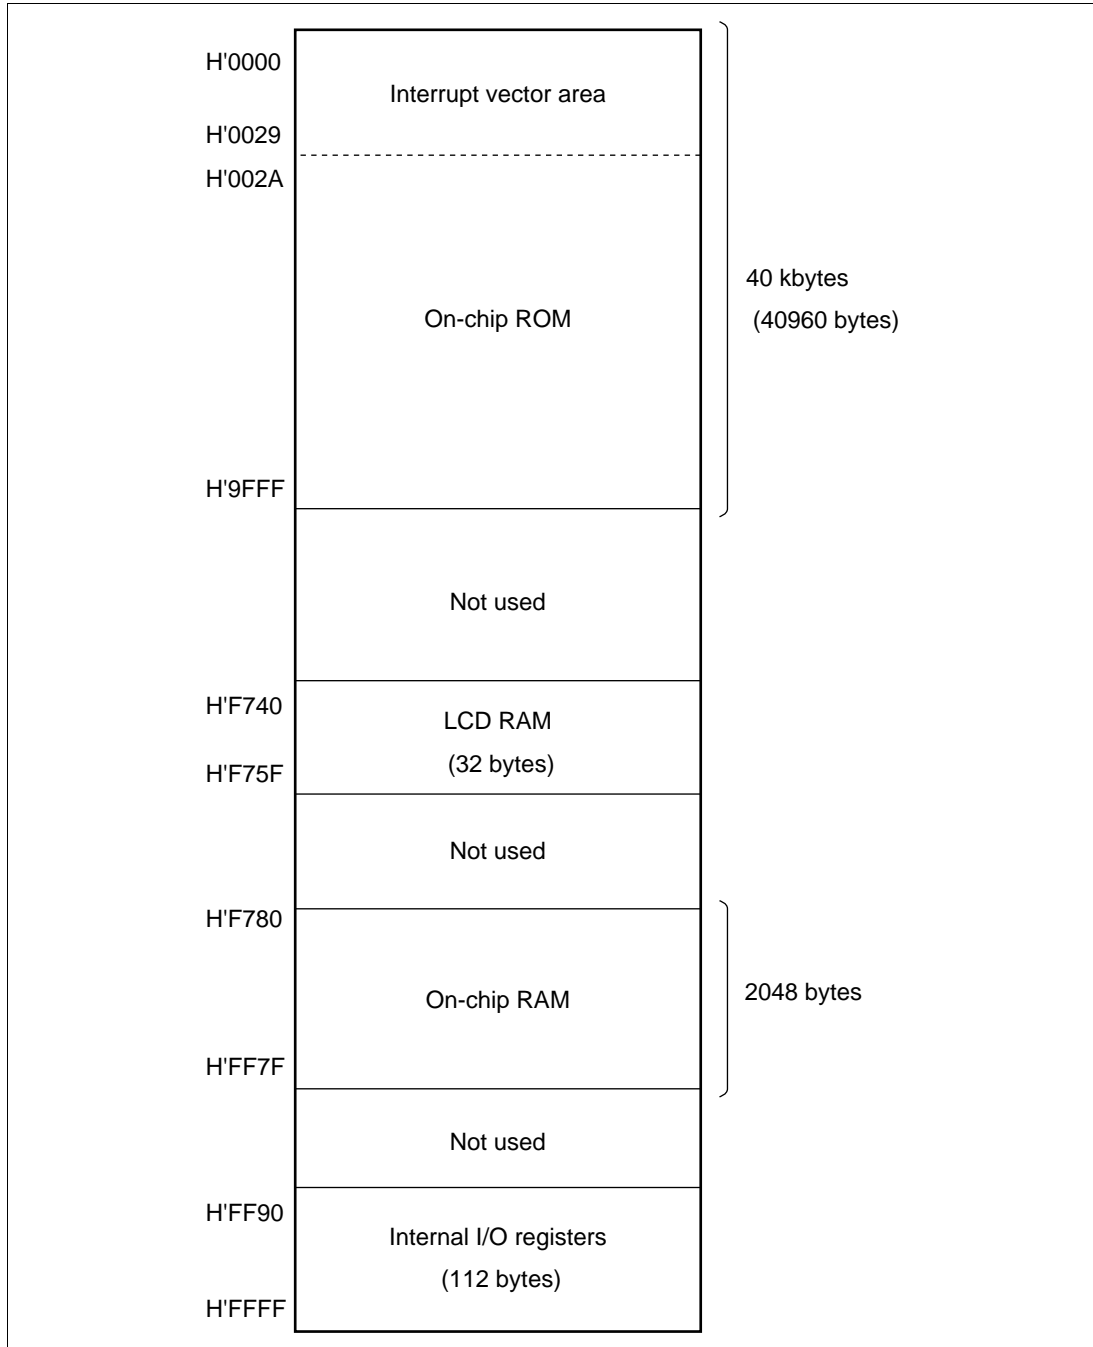 H'0000
Interrupt vector area
H'0029
H'002A
40 kbytes
(40960 bytes)
On-chip ROM
H'9FFF
Not used
H'F740
LCD RAM
(32 bytes)
H'F75F
Not used
H'F780
On-chip RAM
2048 bytes
H'FF7F
Not used
H'FF90
Internal I/O registers
(112 bytes)
H'FFFF